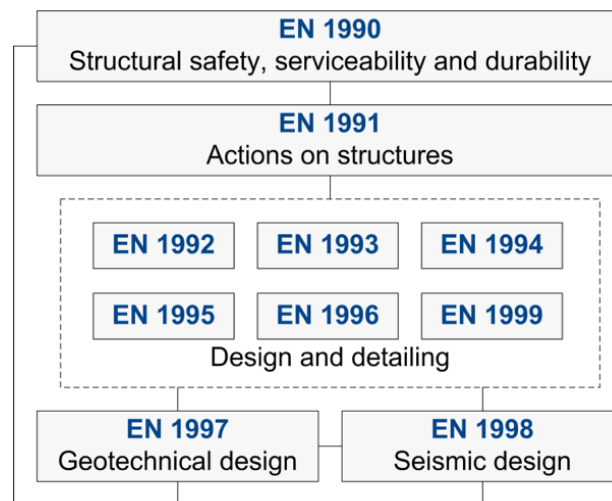 EN 1990
Structural safety, serviceability and durability
EN 1991
Actions on structures
EN 1992
EN 1993
EN 1994
EN 1995
EN 1996
EN 1999
Design and detailing
EN 1997
Geotechnical design
EN 1998
Seismic design